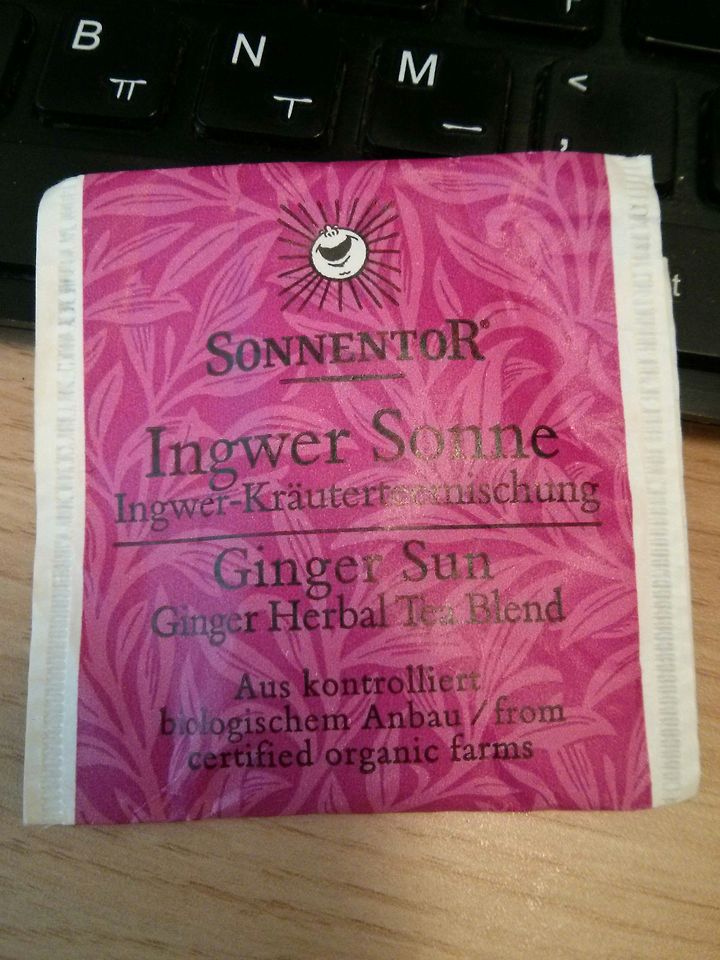 B N M <
ㅠ ㅜ ㅡ ,
t
SONNENTOR®
Ingwer Sonne
Ingwer-Kräuterteemischung
Ginger Sun
Ginger Herbal Tea Blend
Aus kontrolliert
biologischem Anbau / from
certified organic farms